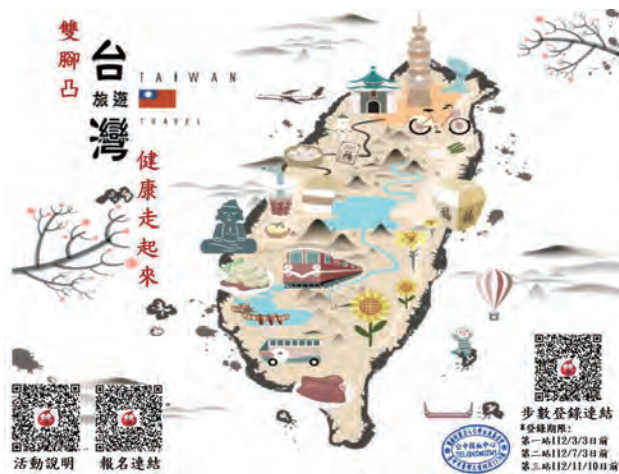 雙腳凸
台
旅遊
灣
TAIWAN
TRAVEL
健康走起來
活動說明
報名連結
步數登錄連結
*登錄期限:
第一站112/3/3日前
第二站112/7/3日前
第三站112/11/10日前